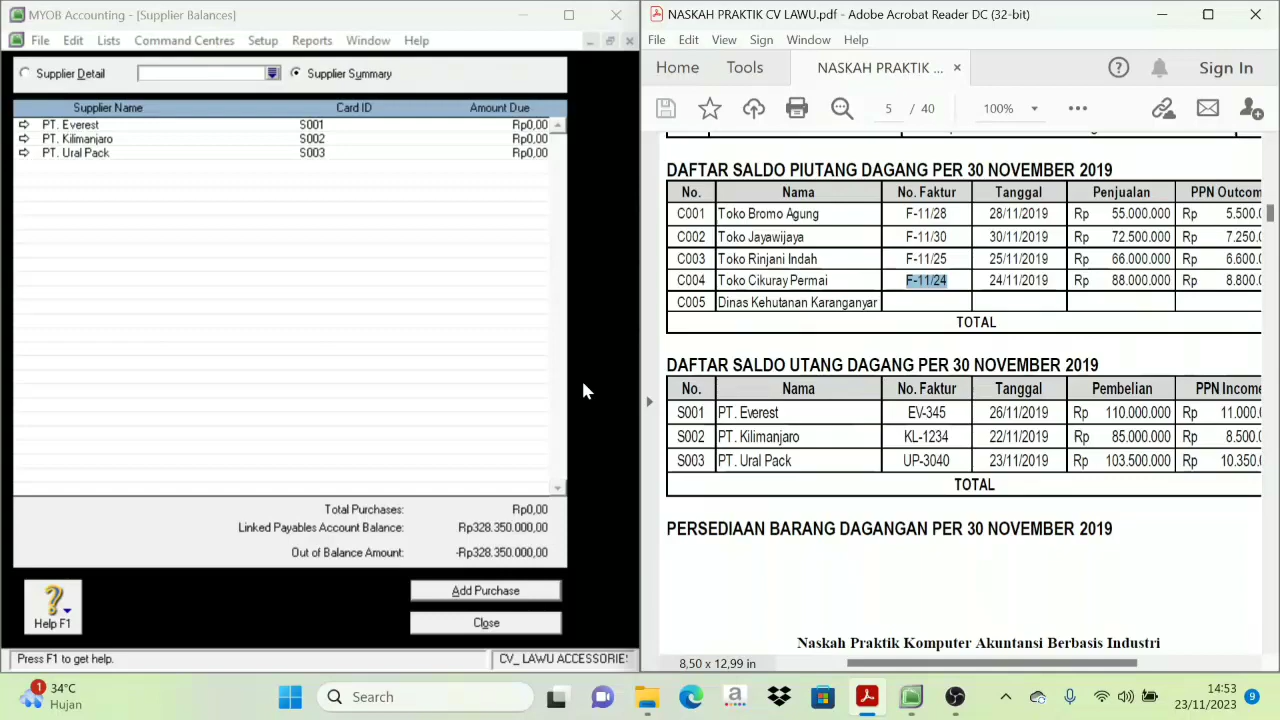 MYOB Accounting - [Supplier Balances]
File Edit Lists Command Centres Setup Reports Window Help
Supplier Detail Supplier Summary
Supplier Name Card ID Amount Due
PT. Everest S001 Rp0,00
PT. Kilimanjaro S002 Rp0,00
PT. Ural Pack S003 Rp0,00
Total Purchases: Rp0,00
Linked Payables Account Balance: Rp328.350.000,00
Out of Balance Amount: -Rp328.350.000,00
Add Purchase
Help F1
Close
Press F1 to get help. CV_ LAWU ACCESSORIES
NASKAH PRAKTIK CV LAWU.pdf - Adobe Acrobat Reader DC (32-bit)
File Edit View Sign Window Help
Home Tools NASKAH PRAKTIK ... × Sign In
5 / 40 100%
DAFTAR SALDO PIUTANG DAGANG PER 30 NOVEMBER 2019
No. Nama No. Faktur Tanggal Penjualan PPN Outcom
C001 Toko Bromo Agung F-11/28 28/11/2019 Rp 55.000.000 Rp 5.500.
C002 Toko Jayawijaya F-11/30 30/11/2019 Rp 72.500.000 Rp 7.250.
C003 Toko Rinjani Indah F-11/25 25/11/2019 Rp 66.000.000 Rp 6.600.
C004 Toko Cikuray Permai F-11/24 24/11/2019 Rp 88.000.000 Rp 8.800.
C005 Dinas Kehutanan Karanganyar
TOTAL
DAFTAR SALDO UTANG DAGANG PER 30 NOVEMBER 2019
No. Nama No. Faktur Tanggal Pembelian PPN Income
S001 PT. Everest EV-345 26/11/2019 Rp 110.000.000 Rp 11.000.
S002 PT. Kilimanjaro KL-1234 22/11/2019 Rp 85.000.000 Rp 8.500.
S003 PT. Ural Pack UP-3040 23/11/2019 Rp 103.500.000 Rp 10.350.
TOTAL
PERSEDIAAN BARANG DAGANGAN PER 30 NOVEMBER 2019
Naskah Praktik Komputer Akuntansi Berbasis Industri
8,50 x 12,99 in
1 34°C
Hujan
Search
14:53
23/11/2023 9